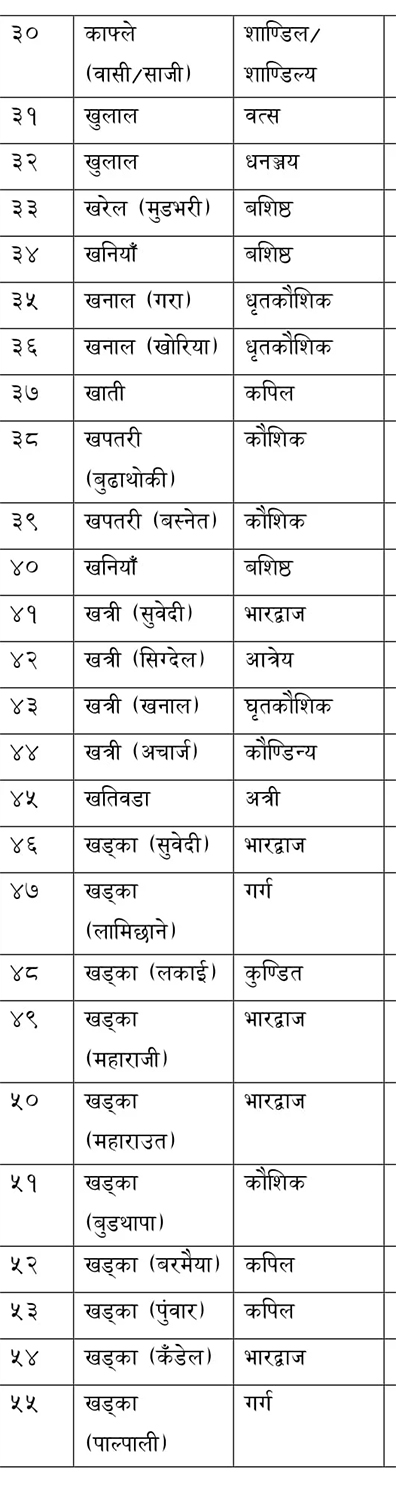 ३० काफ्ले शाण्डिल/
(वासी/साजी) शाण्डिल्य
३१ खुलाल वत्स
३२ खुलाल धनञ्जय
३३ खरेल (मुडभरी) बशिष्ठ
३४ खनियाँ बशिष्ठ
३५ खनाल (गरा) धृतकौशिक
३६ खनाल (खोरिया) धृतकौशिक
३७ खाती कपिल
३८ खपतरी कौशिक
(बुढाथोकी)
३९ खपतरी (बस्नेत) कौशिक
४० खनियाँ बशिष्ठ
४१ खत्री (सुवेदी) भारद्वाज
४२ खत्री (सिग्देल) आत्रेय
४३ खत्री (खनाल) घृतकौशिक
४४ खत्री (अचार्ज) कौण्डिन्य
४५ खतिवडा अत्री
४६ खड्का (सुवेदी) भारद्वाज
४७ खड्का गर्ग
(लामिछाने)
४८ खड्का (लकाई) कुण्डित
४९ खड्का भारद्वाज
(महाराजी)
५० खड्का भारद्वाज
(महाराउत)
५१ खड्का कौशिक
(बुडथापा)
५२ खड्का (बरमैया) कपिल
५३ खड्का (पुंवार) कपिल
५४ खड्का (कँडेल) भारद्वाज
५५ खड्का गर्ग
(पाल्पाली)